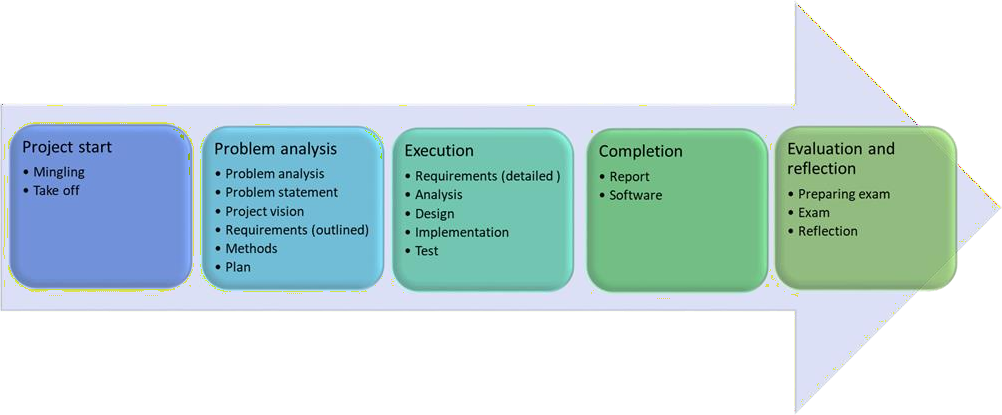 Project start
• Mingling
• Take off
Problem analysis
• Problem analysis
• Problem statement
• Project vision
• Requirements (outlined)
• Methods
• Plan
Execution
• Requirements (detailed )
• Analysis
• Design
• Implementation
• Test
Completion
• Report
• Software
Evaluation and
reflection
• Preparing exam
• Exam
• Reflection